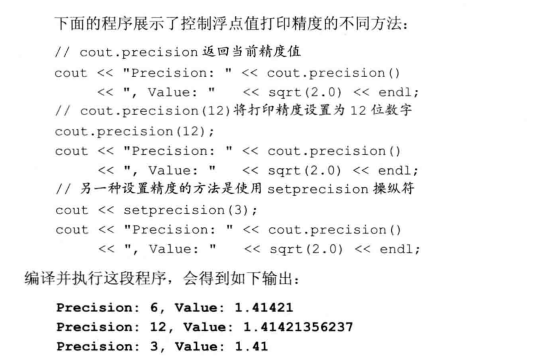 下面的程序展示了控制浮点值打印精度的不同方法：
// cout.precision 返回当前精度值
cout << "Precision: " << cout.precision()
<< ", Value: " << sqrt(2.0) << endl;
// cout.precision(12)将打印精度设置为 12 位数字
cout.precision(12);
cout << "Precision: " << cout.precision()
<< ", Value: " << sqrt(2.0) << endl;
// 另一种设置精度的方法是使用 setprecision 操纵符
cout << setprecision(3);
cout << "Precision: " << cout.precision()
<< ", Value: " << sqrt(2.0) << endl;
编译并执行这段程序，会得到如下输出：
Precision: 6, Value: 1.41421
Precision: 12, Value: 1.41421356237
Precision: 3, Value: 1.41